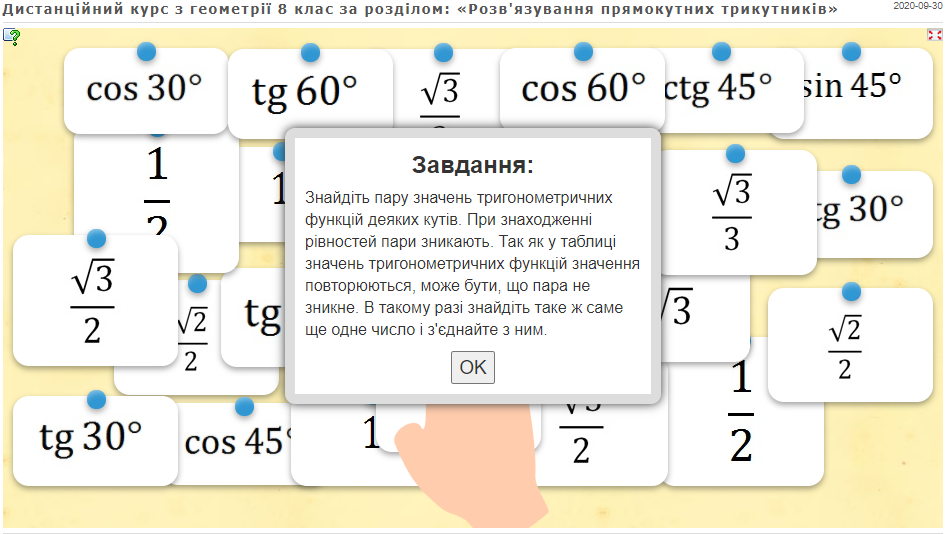 Дистанційний курс з геометрії 8 клас за розділом: «Розв'язування прямокутних трикутників»
2020-09-30
cos 30°
tg 60°
√3
cos 60°
ctg 45°
sin 45°
1
2
1
√3
3
tg 30°
Завдання:
Знайдіть пару значень тригонометричних
функцій деяких кутів. При знаходженні
рівностей пари зникають. Так як у таблиці
значень тригонометричних функцій значення
повторюються, може бути, що пара не
зникне. В такому разі знайдіть таке ж саме
ще одне число і з'єднайте з ним.
OK
√3
2
√2
2
tg
√3
√2
2
tg 30°
cos 45°
1
√3
2
1
2